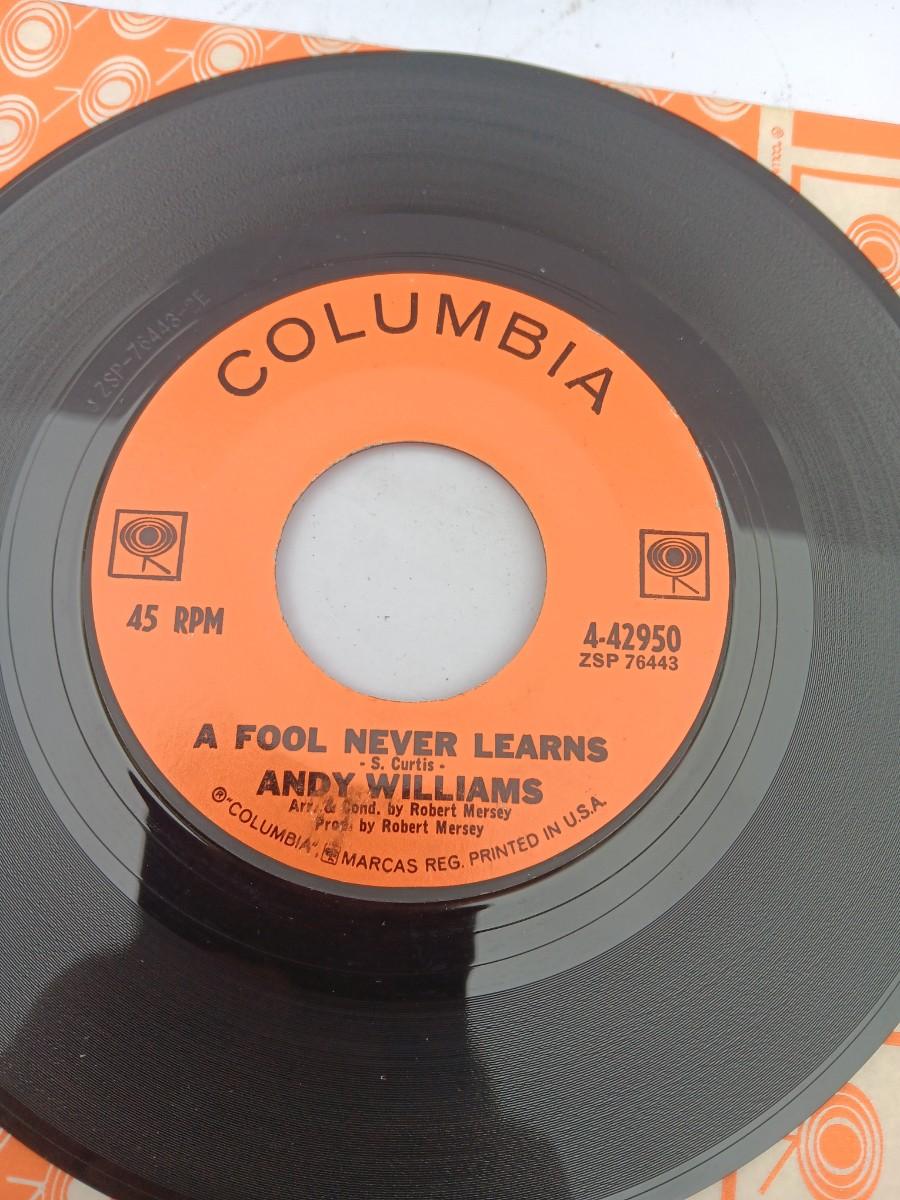 COLUMBIA
ZSP-76443-2E
45 RPM
4-42950
ZSP 76443
A FOOL NEVER LEARNS
- S. Curtis -
ANDY WILLIAMS
Arr. & Cond. by Robert Mersey
Prod. by Robert Mersey
®"COLUMBIA", MARCAS REG. PRINTED IN U.S.A.